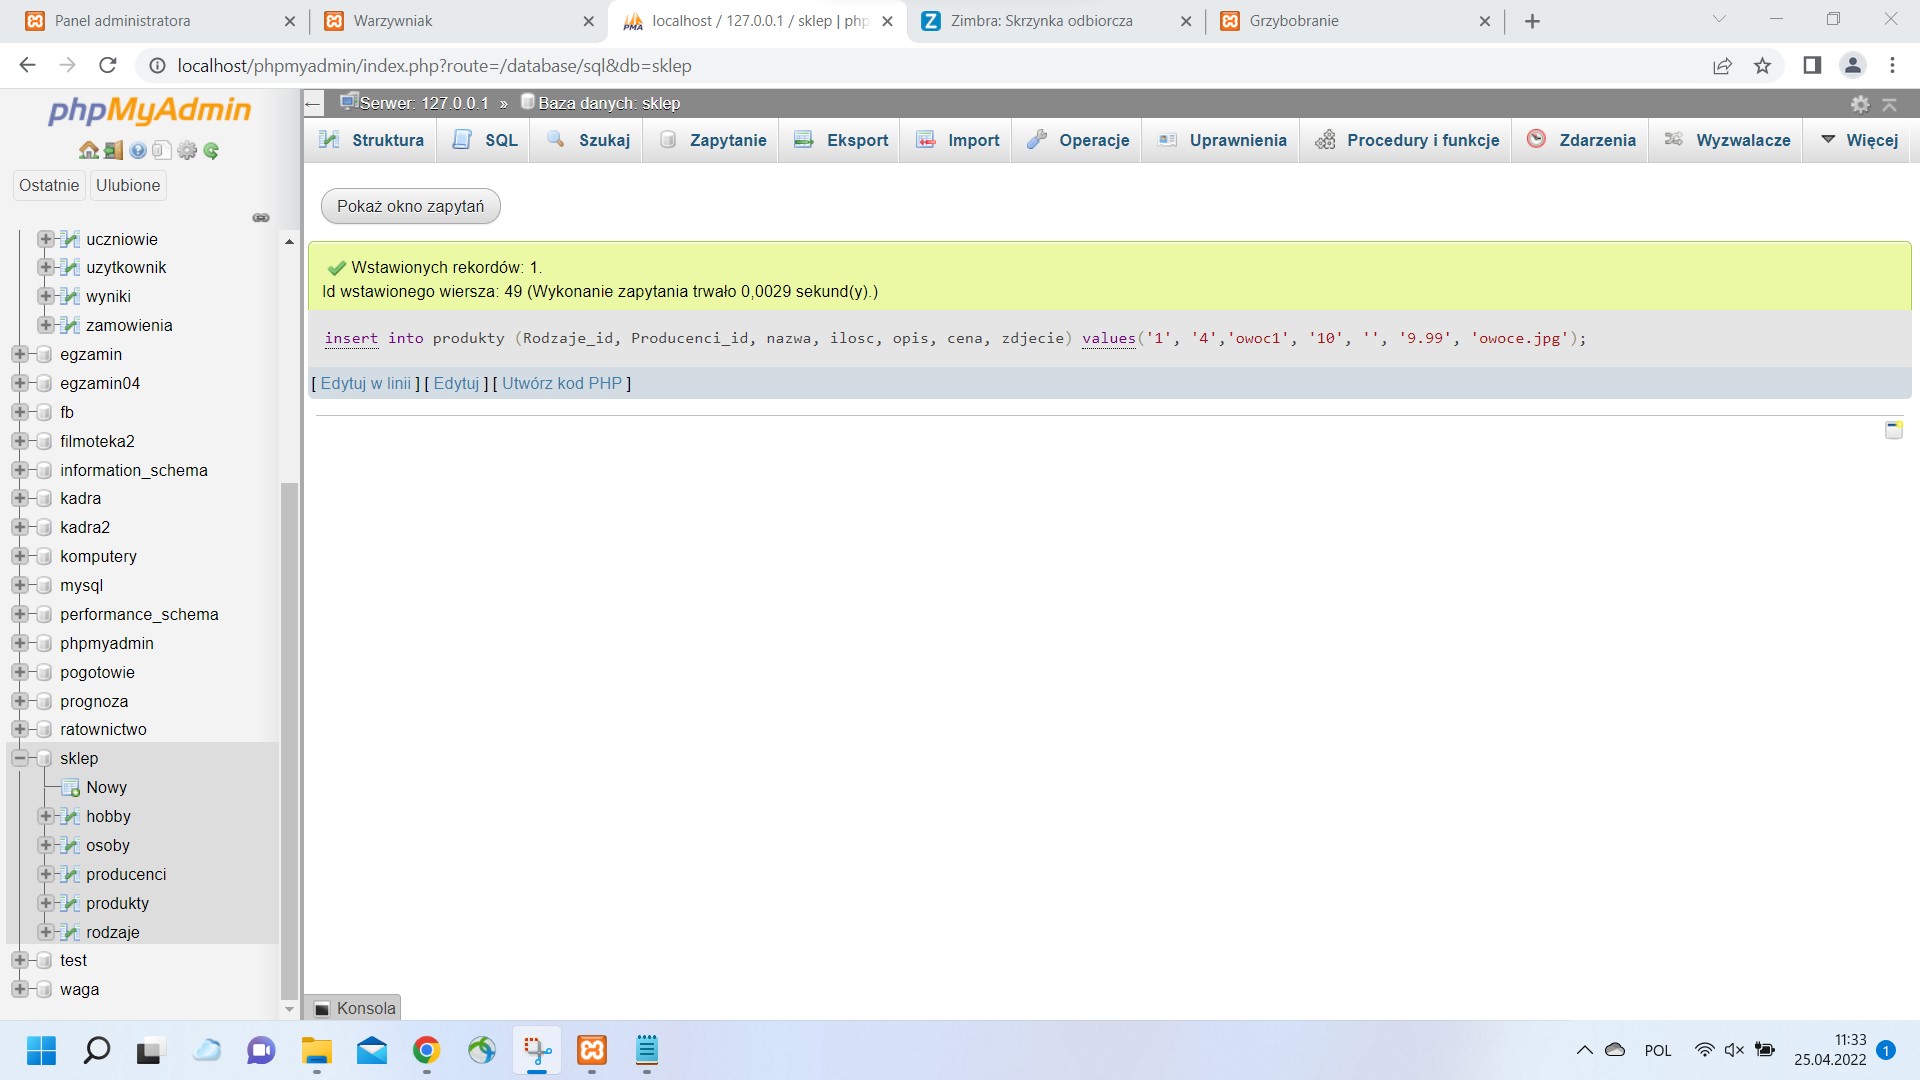 Panel administratora
Warzywniak
localhost / 127.0.0.1 / sklep | php
Zimbra: Skrzynka odbiorcza
Grzybobranie
localhost/phpmyadmin/index.php?route=/database/sql&db=sklep
phpMyAdmin
Ostatnie
Ulubione
uczniowie
uzytkownik
wyniki
zamowienia
egzamin
egzamin04
fb
filmoteka2
information_schema
kadra
kadra2
komputery
mysql
performance_schema
phpmyadmin
pogotowie
prognoza
ratownictwo
sklep
Nowy
hobby
osoby
producenci
produkty
rodzaje
test
waga
Serwer: 127.0.0.1 » Baza danych: sklep
Struktura
SQL
Szukaj
Zapytanie
Eksport
Import
Operacje
Uprawnienia
Procedury i funkcje
Zdarzenia
Wyzwalacze
Więcej
Pokaż okno zapytań
Wstawionych rekordów: 1.
Id wstawionego wiersza: 49 (Wykonanie zapytania trwało 0,0029 sekund(y).)
insert into produkty (Rodzaje_id, Producenci_id, nazwa, ilosc, opis, cena, zdjecie) values('1', '4','owoc1', '10', '', '9.99', 'owoce.jpg');
[ Edytuj w linii ] [ Edytuj ] [ Utwórz kod PHP ]
Konsola
POL
11:33
25.04.2022
1